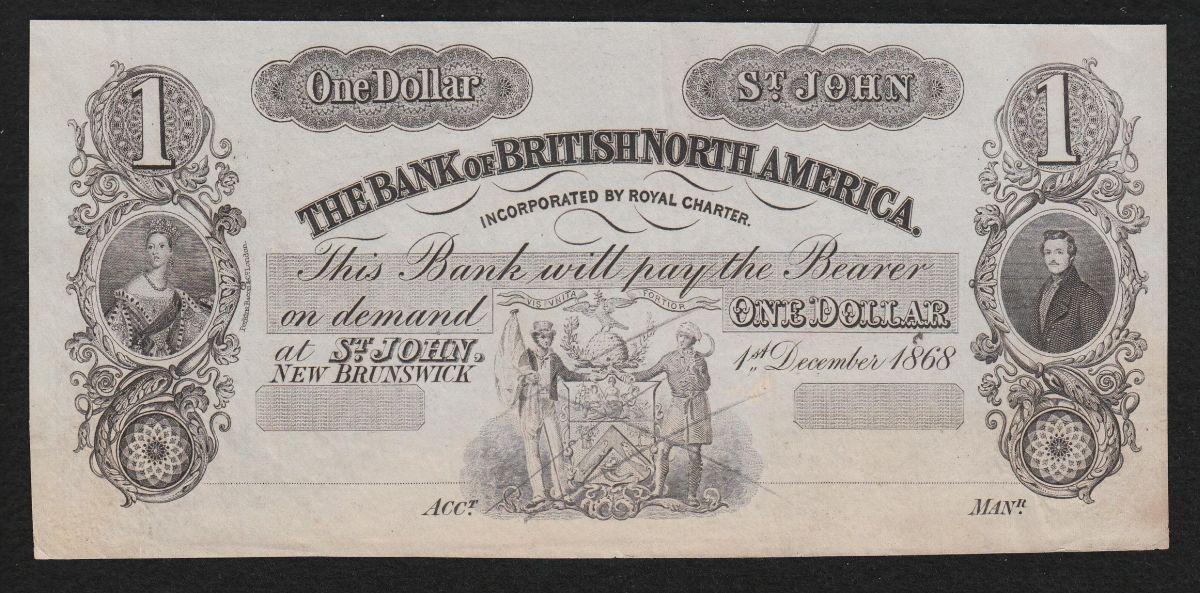 1
One Dollar
ST. JOHN
1
THE BANK OF BRITISH NORTH AMERICA.
INCORPORATED BY ROYAL CHARTER.
This Bank will pay the Bearer
on demand
VIS UNITA FORTIOR
ONE DOLLAR
at ST. JOHN,
NEW BRUNSWICK
1st December 1868
ACCT.
MANR.